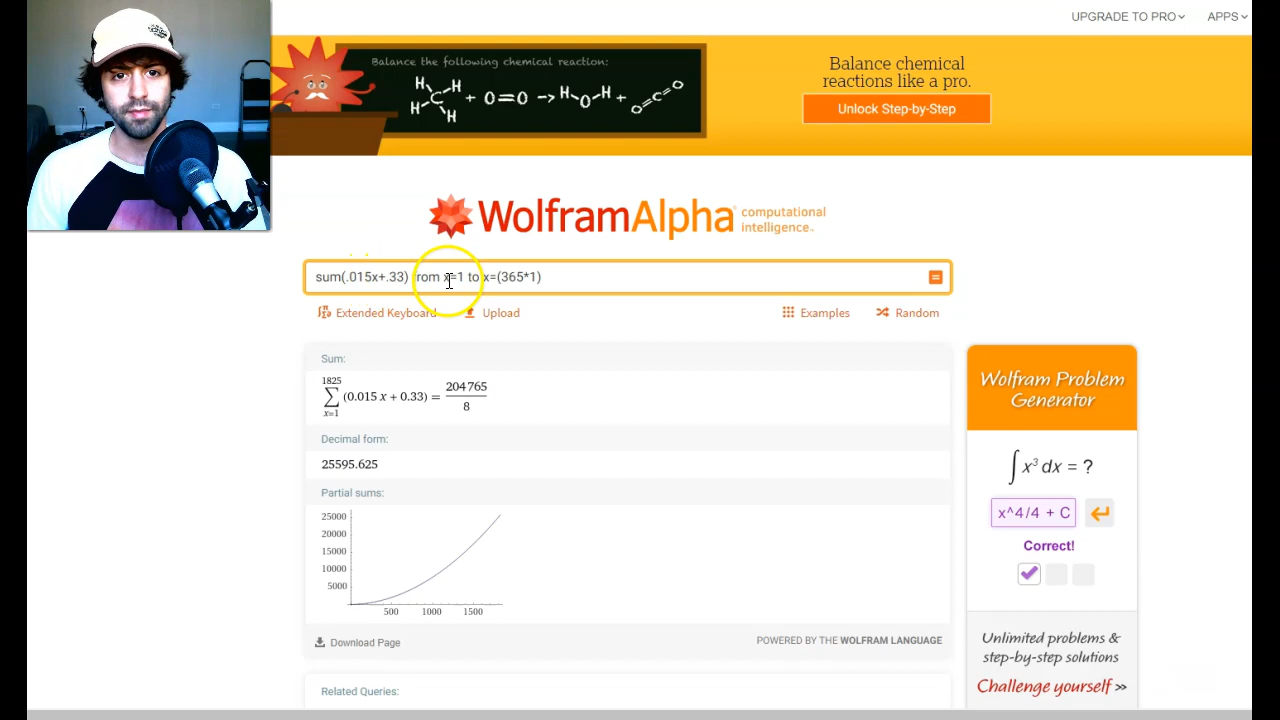 UPGRADE TO PRO APPS
Balance the following chemical reaction:
H H
C + O=O → H O H + O C O
H H
Balance chemical
reactions like a pro.
Unlock Step-by-Step
WolframAlpha computational
intelligence™
sum(.015x+.33) from x=1 to x=(365*1)
Extended Keyboard Upload Examples Random
Sum:
1825
∑ (0.015 x + 0.33) = 204 765 / 8
x=1
Decimal form:
25595.625
Partial sums:
25000
20000
15000
10000
5000
500 1000 1500
Download Page POWERED BY THE WOLFRAM LANGUAGE
Related Queries:
Wolfram Problem
Generator
∫ x³ dx = ?
x^4/4 + C
Correct!
Unlimited problems &
step-by-step solutions
Challenge yourself >>